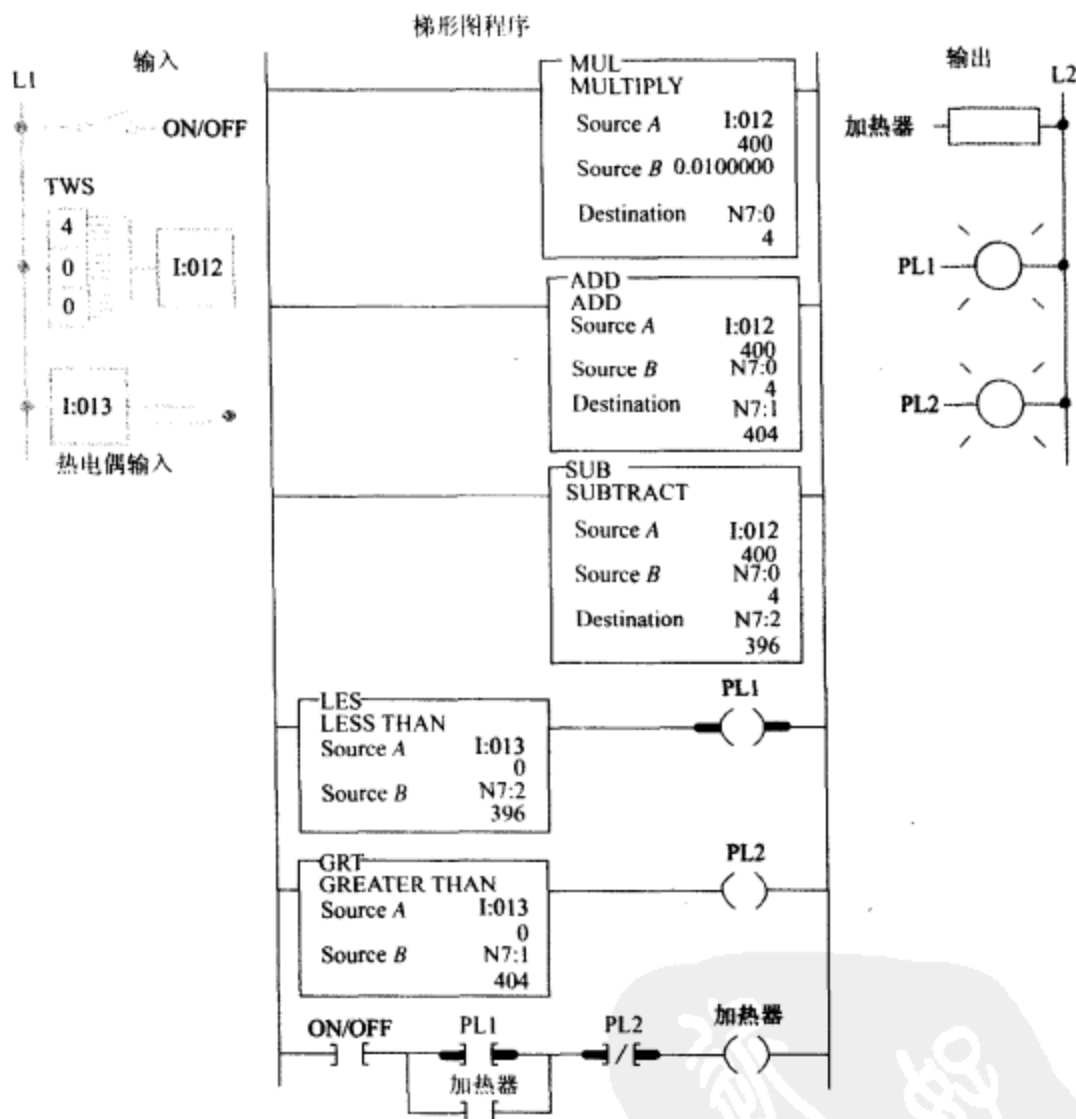 梯形图程序
输入
L1
ON/OFF
TWS
4
0
0
I:012
I:013
热电偶输入
MUL
MULTIPLY
Source A I:012
400
Source B 0.0100000
Destination N7:0
4
ADD
ADD
Source A I:012
400
Source B N7:0
4
Destination N7:1
404
SUB
SUBTRACT
Source A I:012
400
Source B N7:0
4
Destination N7:2
396
LES
LESS THAN
Source A I:013
0
Source B N7:2
396
PL1
GRT
GREATER THAN
Source A I:013
0
Source B N7:1
404
PL2
ON/OFF
PL1
PL2
加热器
加热器
输出
L2
加热器
PL1
PL2